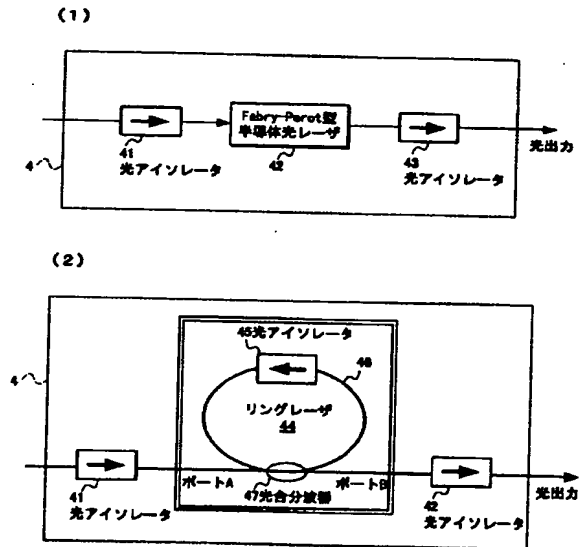 (1)
Fabry-Perot型
半導体光レーザ
41
光アイソレータ
42
43
光アイソレータ
光出力
4
(2)
45光アイソレータ
46
リングレーザ
44
4
ポートA
ポートB
47光合分波器
41
光アイソレータ
42
光アイソレータ
光出力